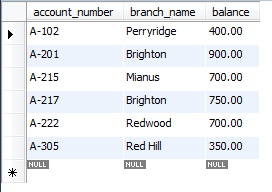 account_number branch_name balance
A-102 Perryridge 400.00
A-201 Brighton 900.00
A-215 Mianus 700.00
A-217 Brighton 750.00
A-222 Redwood 700.00
A-305 Red Hill 350.00
NULL NULL NULL